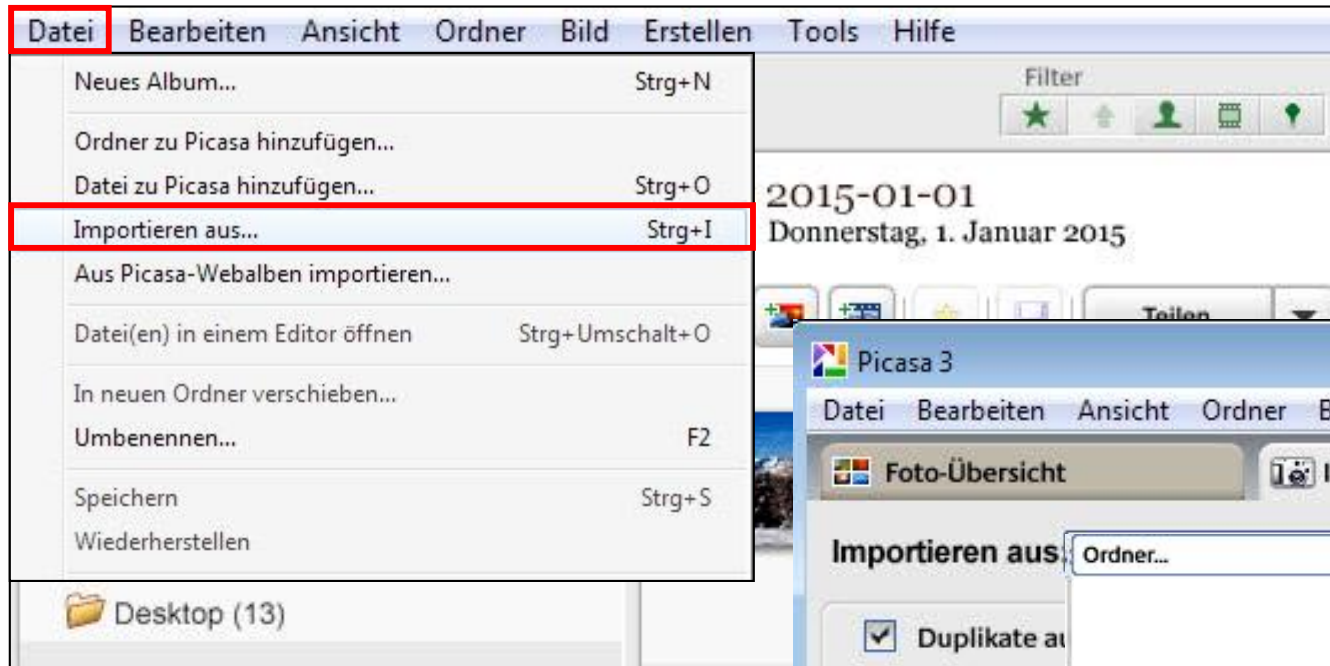 Datei Bearbeiten Ansicht Ordner Bild Erstellen Tools Hilfe
Neues Album... Strg+N
Ordner zu Picasa hinzufügen...
Datei zu Picasa hinzufügen... Strg+O
Importieren aus... Strg+I
Aus Picasa-Webalben importieren...
Datei(en) in einem Editor öffnen Strg+Umschalt+O
In neuen Ordner verschieben...
Umbenennen... F2
Speichern Strg+S
Wiederherstellen
Desktop (13)
Filter
2015-01-01
Donnerstag, 1. Januar 2015
Teilen
Picasa 3
Datei Bearbeiten Ansicht Ordner
Foto-Übersicht
Importieren aus:
Ordner...
Duplikate